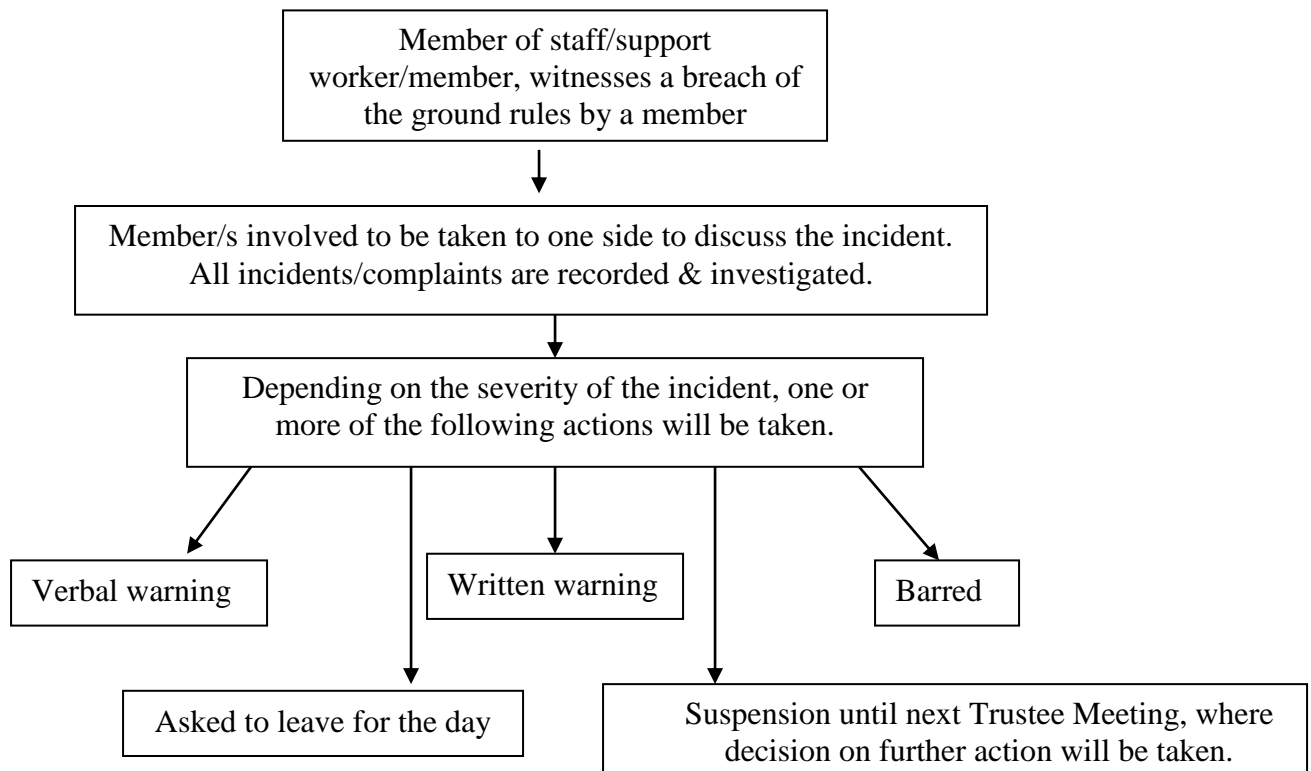 Member of staff/support
worker/member, witnesses a breach of
the ground rules by a member
Member/s involved to be taken to one side to discuss the incident.
All incidents/complaints are recorded & investigated.
Depending on the severity of the incident, one or
more of the following actions will be taken.
Verbal warning
Written warning
Barred
Asked to leave for the day
Suspension until next Trustee Meeting, where
decision on further action will be taken.